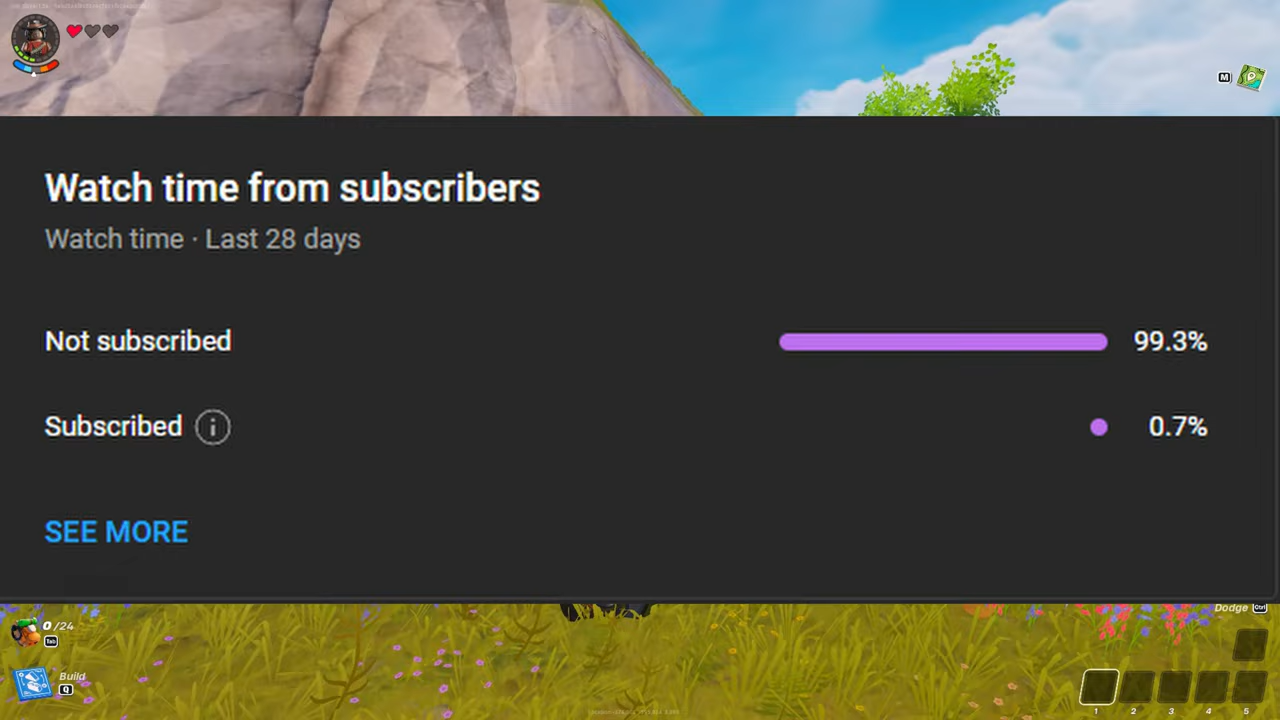 M
Watch time from subscribers
Watch time · Last 28 days
Not subscribed 99.3%
Subscribed 0.7%
SEE MORE
Dodge Ctrl
0/24
Tab
Build
Q
1 2 3 4 5